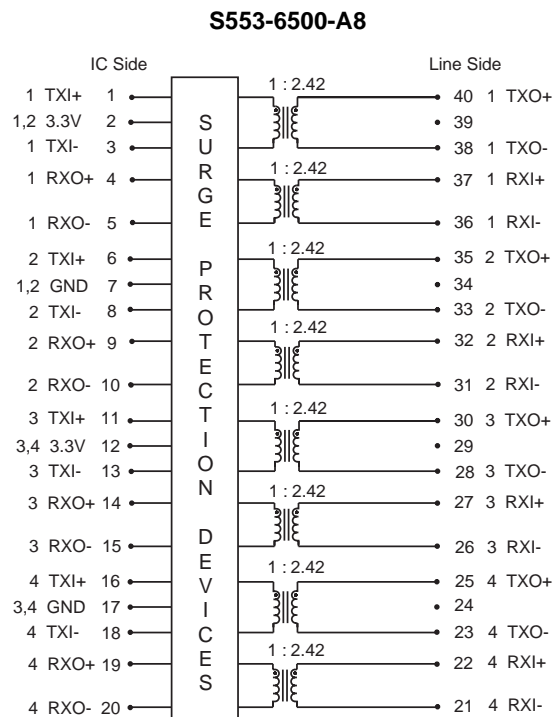 S553-6500-A8
IC Side
Line Side
SURGE PROTECTION DEVICES
1 TXI+ 1
1 : 2.42
40 1 TXO+
1,2 3.3V 2
39
1 TXI- 3
38 1 TXO-
1 RXO+ 4
1 : 2.42
37 1 RXI+
1 RXO- 5
36 1 RXI-
2 TXI+ 6
1 : 2.42
35 2 TXO+
1,2 GND 7
34
2 TXI- 8
33 2 TXO-
2 RXO+ 9
1 : 2.42
32 2 RXI+
2 RXO- 10
31 2 RXI-
3 TXI+ 11
1 : 2.42
30 3 TXO+
3,4 3.3V 12
29
3 TXI- 13
28 3 TXO-
3 RXO+ 14
1 : 2.42
27 3 RXI+
3 RXO- 15
26 3 RXI-
4 TXI+ 16
1 : 2.42
25 4 TXO+
3,4 GND 17
24
4 TXI- 18
23 4 TXO-
4 RXO+ 19
1 : 2.42
22 4 RXI+
4 RXO- 20
21 4 RXI-